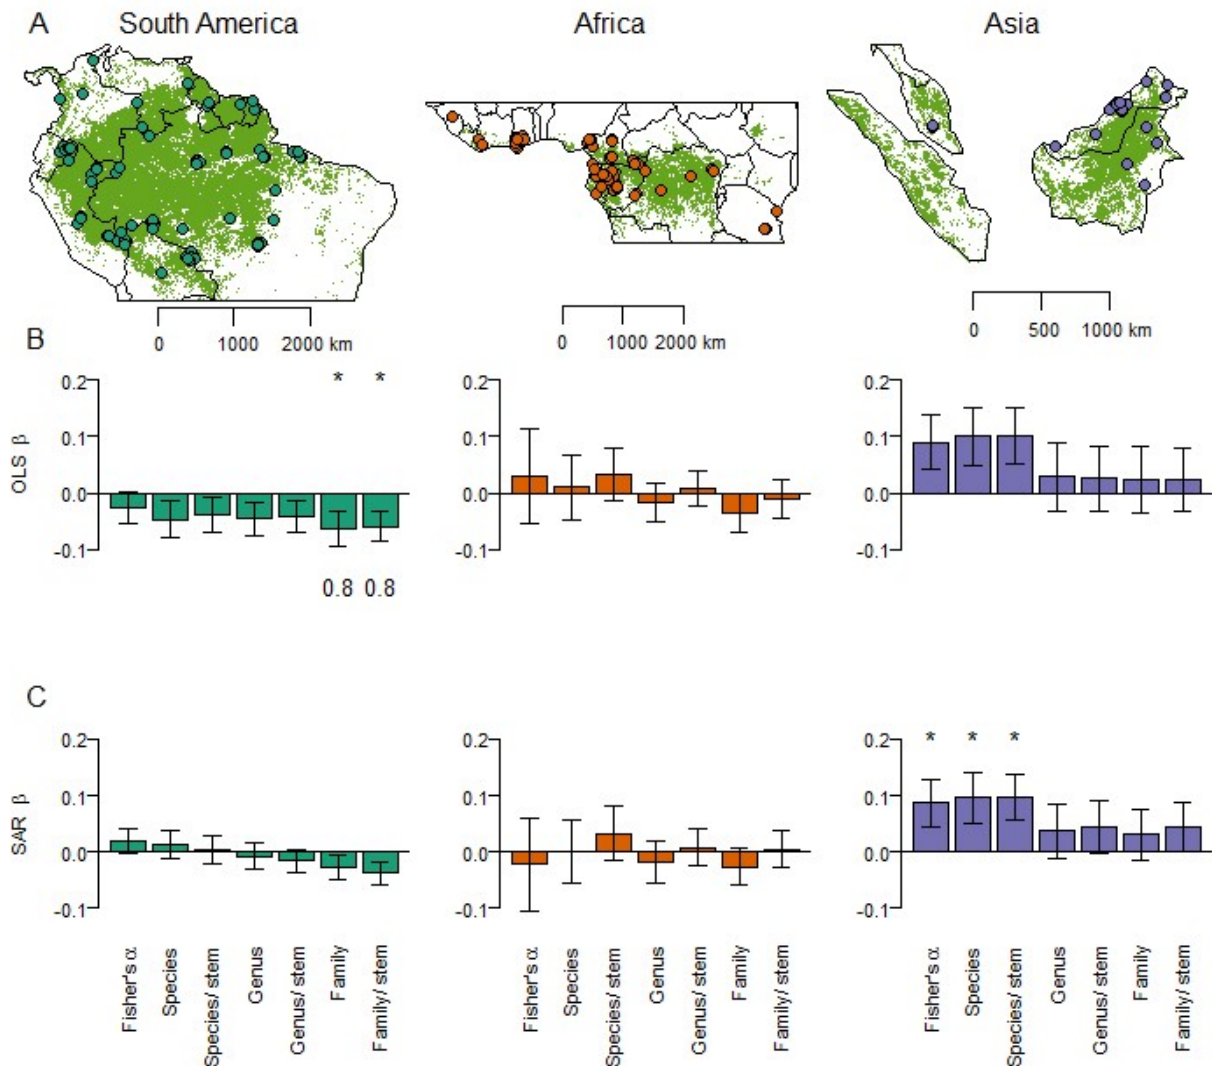 A South America Africa Asia
0 1000 2000 km
0 1000 2000 km
0 500 1000 km
B
OLS β
0.2
0.1
0.0
-0.1
* *
0.8 0.8
0.2
0.1
0.0
-0.1
0.2
0.1
0.0
-0.1
C
SAR β
0.2
0.1
0.0
-0.1
0.2
0.1
0.0
-0.1
0.2
0.1
0.0
-0.1
* * *
Fisher's α
Species
Species/ stem
Genus
Genus/ stem
Family
Family/ stem
Fisher's α
Species
Species/ stem
Genus
Genus/ stem
Family
Family/ stem
Fisher's α
Species
Species/ stem
Genus
Genus/ stem
Family
Family/ stem